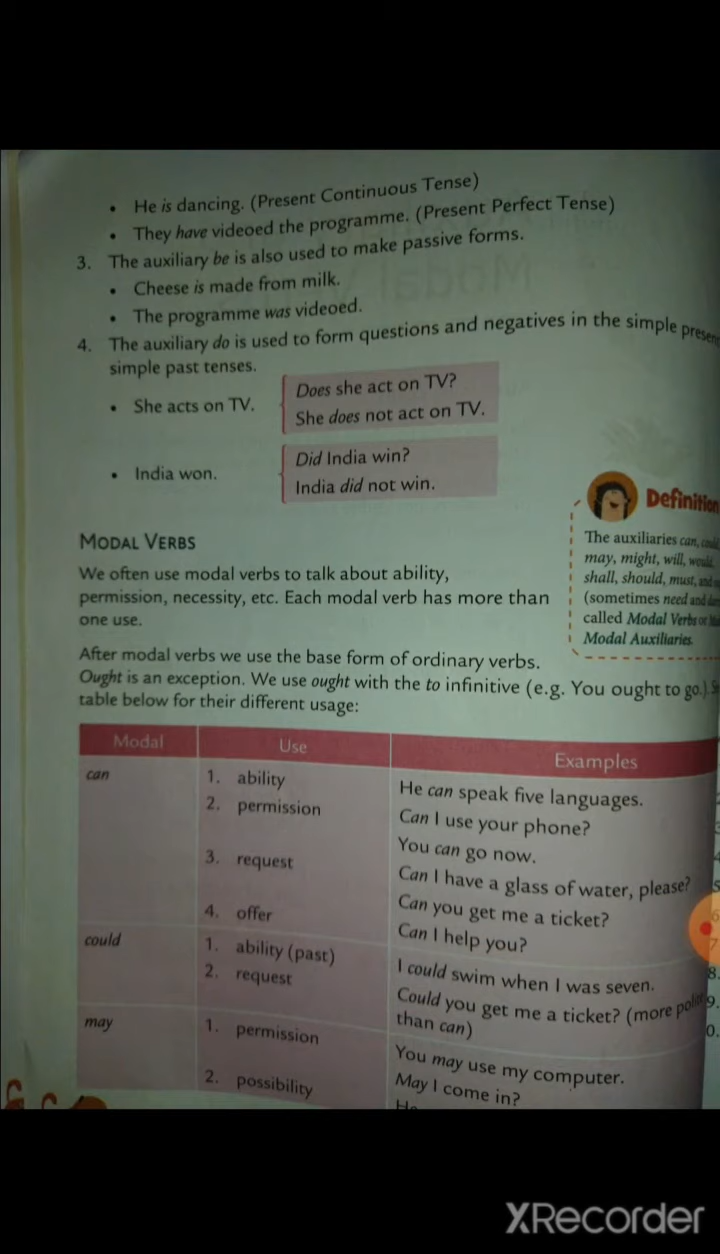 • He is dancing. (Present Continuous Tense)
• They have videoed the programme. (Present Perfect Tense)
3. The auxiliary be is also used to make passive forms.
• Cheese is made from milk.
• The programme was videoed.
4. The auxiliary do is used to form questions and negatives in the simple
simple past tenses.
• She acts on TV.
Does she act on TV?
She does not act on TV.
• India won.
Did India win?
India did not win.
Definition
The auxiliaries can,
may, might, will, would,
shall, should, must,
(sometimes need and
called Modal Verbs or
Modal Auxiliaries.
MODAL VERBS
We often use modal verbs to talk about ability,
permission, necessity, etc. Each modal verb has more than
one use.
After modal verbs we use the base form of ordinary verbs.
Ought is an exception. We use ought with the to infinitive (e.g. You ought to go.).
table below for their different usage:
Modal Use Examples
can 1. ability He can speak five languages.
2. permission Can I use your phone?
You can go now.
3. request Can I have a glass of water, please?
Can you get me a ticket?
4. offer Can I help you?
could 1. ability (past) I could swim when I was seven.
2. request Could you get me a ticket? (more
than can)
may 1. permission You may use my computer.
May I come in?
2. possibility
5
6
7.
8.
9.
0.
XRecorder